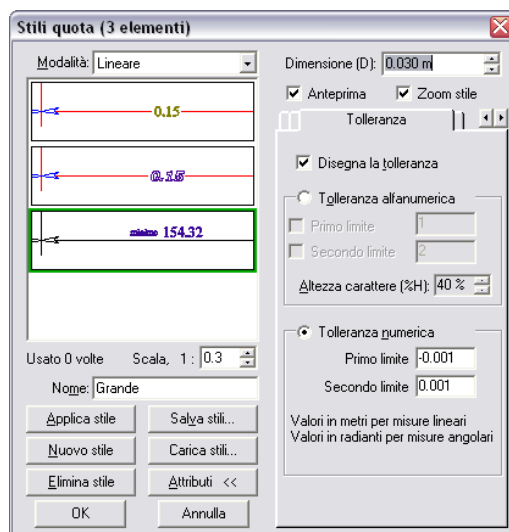 Stili quota (3 elementi)
Modalità: Lineare
0.15
0.15
minimo 154.32
Usato 0 volte Scala, 1 : 0.3
Nome: Grande
Applica stile Salva stili...
Nuovo stile Carica stili...
Elimina stile Attributi <<
OK Annulla
Dimensione (D): 0.030 m
Anteprima Zoom stile
Tolleranza
Disegna la tolleranza
Tolleranza alfanumerica
Primo limite 1
Secondo limite 2
Altezza carattere (%H): 40 %
Tolleranza numerica
Primo limite -0.001
Secondo limite 0.001
Valori in metri per misure lineari
Valori in radianti per misure angolari